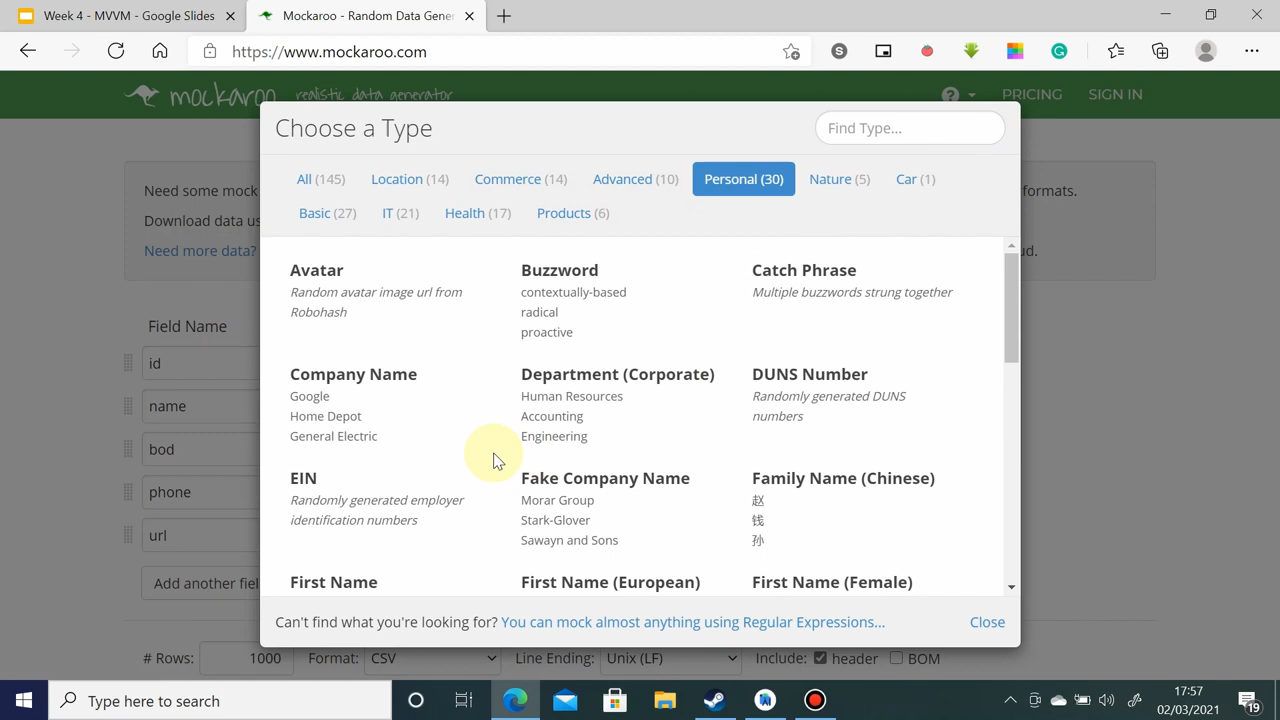 Week 4 - MVVM - Google Slides
Mockaroo - Random Data Gener
https://www.mockaroo.com
mockaroo realistic data generator
PRICING SIGN IN
Choose a Type
Find Type...
All (145) Location (14) Commerce (14) Advanced (10) Personal (30) Nature (5) Car (1)
Basic (27) IT (21) Health (17) Products (6)
Need some mock
formats.
Download data us
Need more data?
ud.
Avatar Buzzword Catch Phrase
Random avatar image url from contextually-based Multiple buzzwords strung together
Robohash radical
proactive
Field Name
id
name
bod
phone
url
Add another fiel
Company Name Department (Corporate) DUNS Number
Google Human Resources Randomly generated DUNS
Home Depot Accounting numbers
General Electric Engineering
EIN Fake Company Name Family Name (Chinese)
Randomly generated employer Morar Group 赵
identification numbers Stark-Glover 钱
Sawayn and Sons 孙
First Name First Name (European) First Name (Female)
Can't find what you're looking for? You can mock almost anything using Regular Expressions... Close
# Rows: 1000 Format: CSV Line Ending: Unix (LF) Include: header BOM
Type here to search
17:57
02/03/2021
19